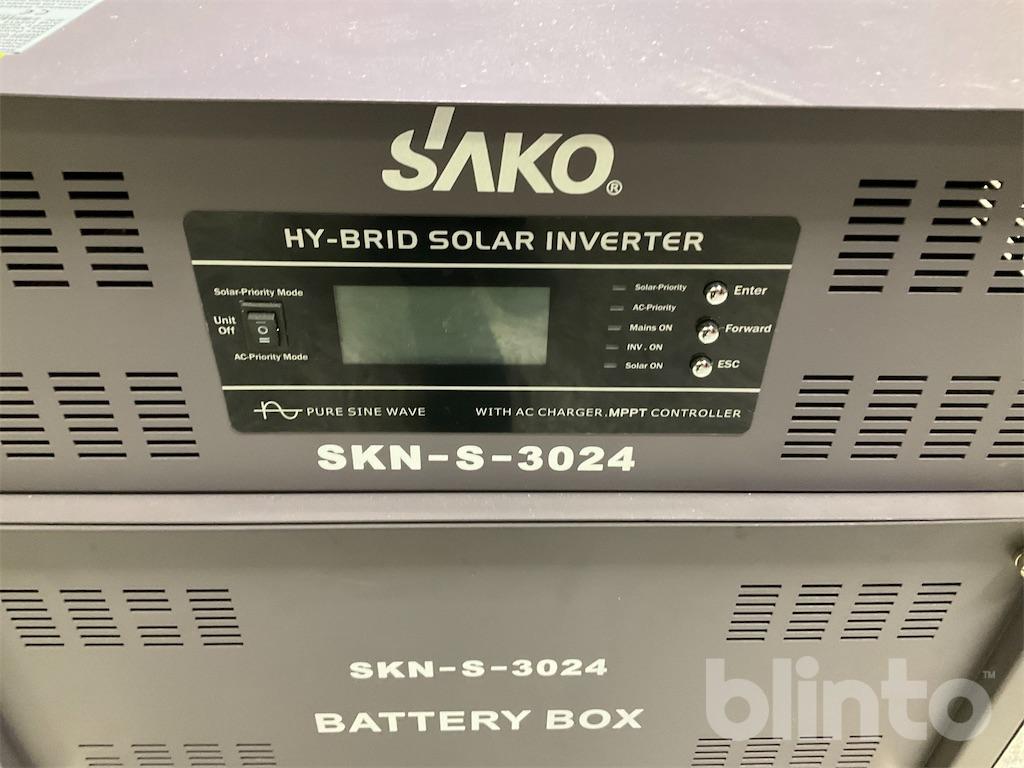 SAKO®
HY-BRID SOLAR INVERTER
Solar-Priority Mode
Unit
Off
AC-Priority Mode
Solar-Priority
AC-Priority
Mains ON
INV . ON
Solar ON
Enter
Forward
ESC
PURE SINE WAVE
WITH AC CHARGER,MPPT CONTROLLER
SKN-S-3024
SKN-S-3024
BATTERY BOX
blinto™